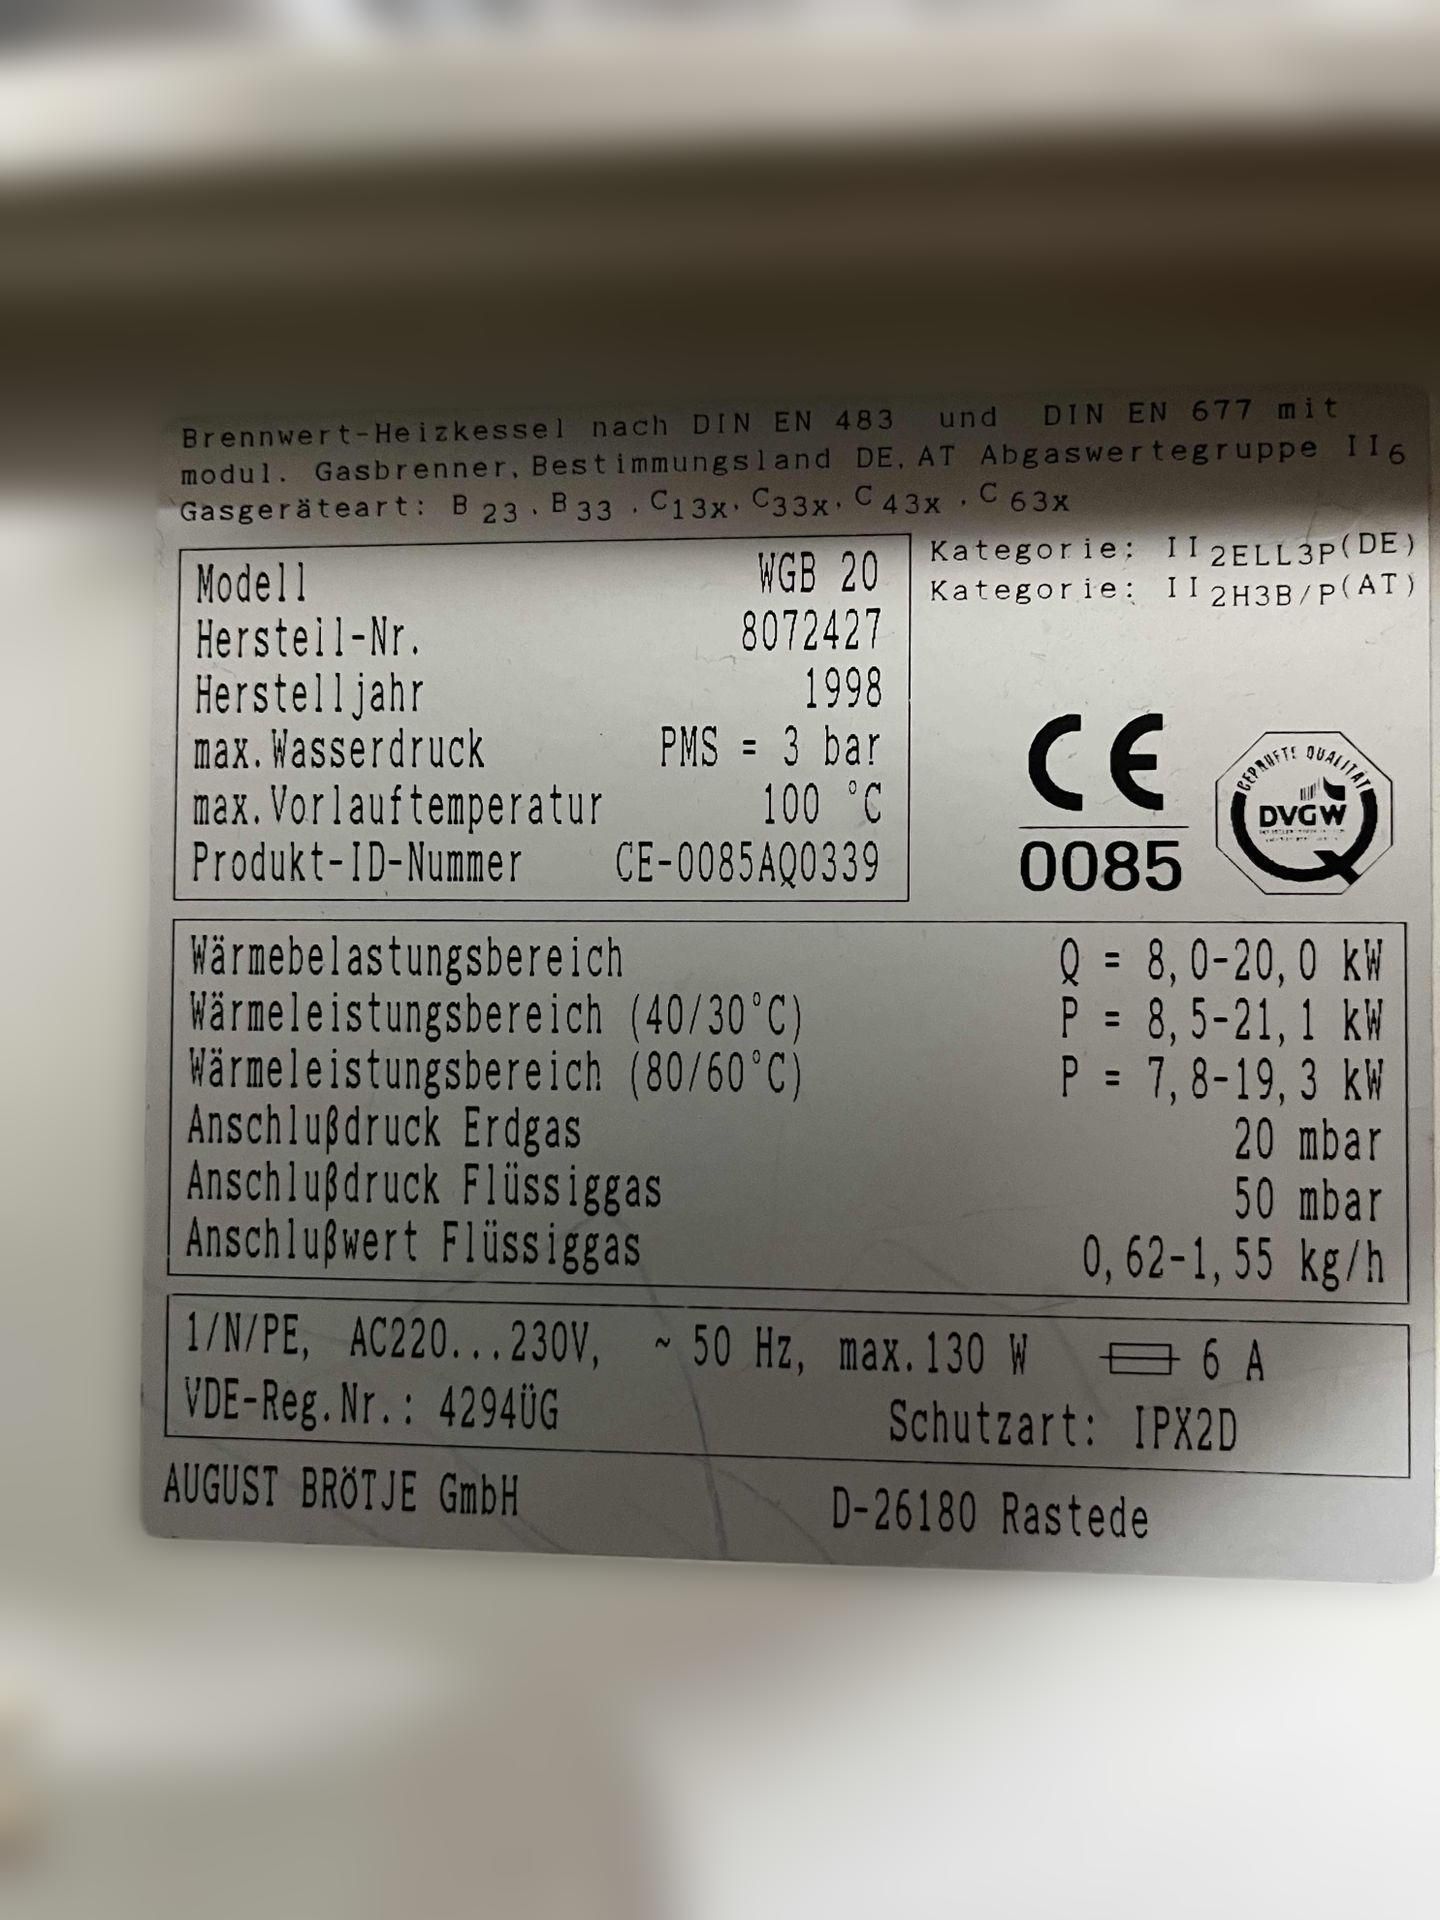 Brennwert-Heizkessel nach DIN EN 483 und DIN EN 677 mit
modul. Gasbrenner, Bestimmungsland DE, AT Abgaswertegruppe II6
Gasgeräteart: B23, B33, C13x, C33x, C43x, C63x
Kategorie: II2ELL3P(DE)
Kategorie: II2H3B/P(AT)
Modell WGB 20
Herstell-Nr. 8072427
Herstelljahr 1998
max.Wasserdruck PMS = 3 bar
max.Vorlauftemperatur 100 °C
Produkt-ID-Nummer CE-0085AQ0339
CE
0085
GEPRÜFTE QUALITÄT
DVGW
Wärmebelastungsbereich Q = 8,0-20,0 kW
Wärmeleistungsbereich (40/30°C) P = 8,5-21,1 kW
Wärmeleistungsbereich (80/60°C) P = 7,8-19,3 kW
Anschlußdruck Erdgas 20 mbar
Anschlußdruck Flüssiggas 50 mbar
Anschlußwert Flüssiggas 0,62-1,55 kg/h
1/N/PE, AC220...230V, ~ 50 Hz, max.130 W 6 A
VDE-Reg.Nr.: 4294ÜG Schutzart: IPX2D
AUGUST BRÖTJE GmbH D-26180 Rastede